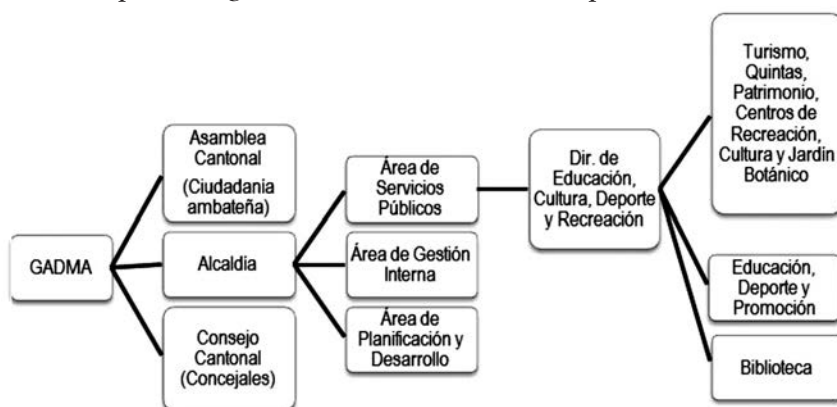 GADMA
Asamblea
Cantonal
(Ciudadanía
ambateña)
Alcaldía
Consejo
Cantonal
(Concejales)
Área de
Servicios
Públicos
Área de Gestión
Interna
Área de
Planificación y
Desarrollo
Dir. de
Educación,
Cultura, Deporte
y Recreación
Turismo,
Quintas,
Patrimonio,
Centros de
Recreación,
Cultura y Jardín
Botánico
Educación,
Deporte y
Promoción
Biblioteca